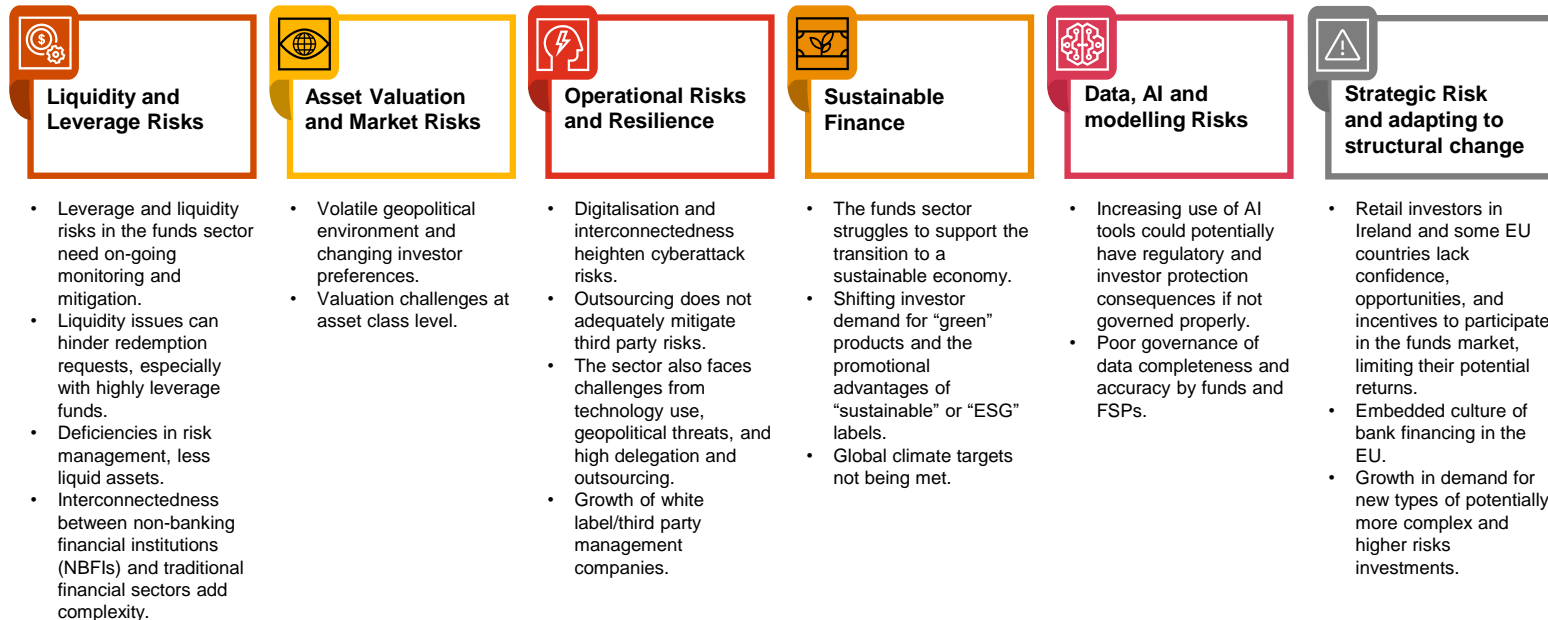 Liquidity and
Leverage Risks
• Leverage and liquidity
risks in the funds sector
need on-going
monitoring and
mitigation.
• Liquidity issues can
hinder redemption
requests, especially
with highly leverage
funds.
• Deficiencies in risk
management, less
liquid assets.
• Interconnectedness
between non-banking
financial institutions
(NBFIs) and traditional
financial sectors add
complexity.
Asset Valuation
and Market Risks
• Volatile geopolitical
environment and
changing investor
preferences.
• Valuation challenges at
asset class level.
Operational Risks
and Resilience
• Digitalisation and
interconnectedness
heighten cyberattack
risks.
• Outsourcing does not
adequately mitigate
third party risks.
• The sector also faces
challenges from
technology use,
geopolitical threats, and
high delegation and
outsourcing.
• Growth of white
label/third party
management
companies.
Sustainable
Finance
• The funds sector
struggles to support the
transition to a
sustainable economy.
• Shifting investor
demand for “green”
products and the
promotional
advantages of
“sustainable” or “ESG”
labels.
• Global climate targets
not being met.
Data, AI and
modelling Risks
• Increasing use of AI
tools could potentially
have regulatory and
investor protection
consequences if not
governed properly.
• Poor governance of
data completeness and
accuracy by funds and
FSPs.
Strategic Risk
and adapting to
structural change
• Retail investors in
Ireland and some EU
countries lack
confidence,
opportunities, and
incentives to participate
in the funds market,
limiting their potential
returns.
• Embedded culture of
bank financing in the
EU.
• Growth in demand for
new types of potentially
more complex and
higher risks
investments.